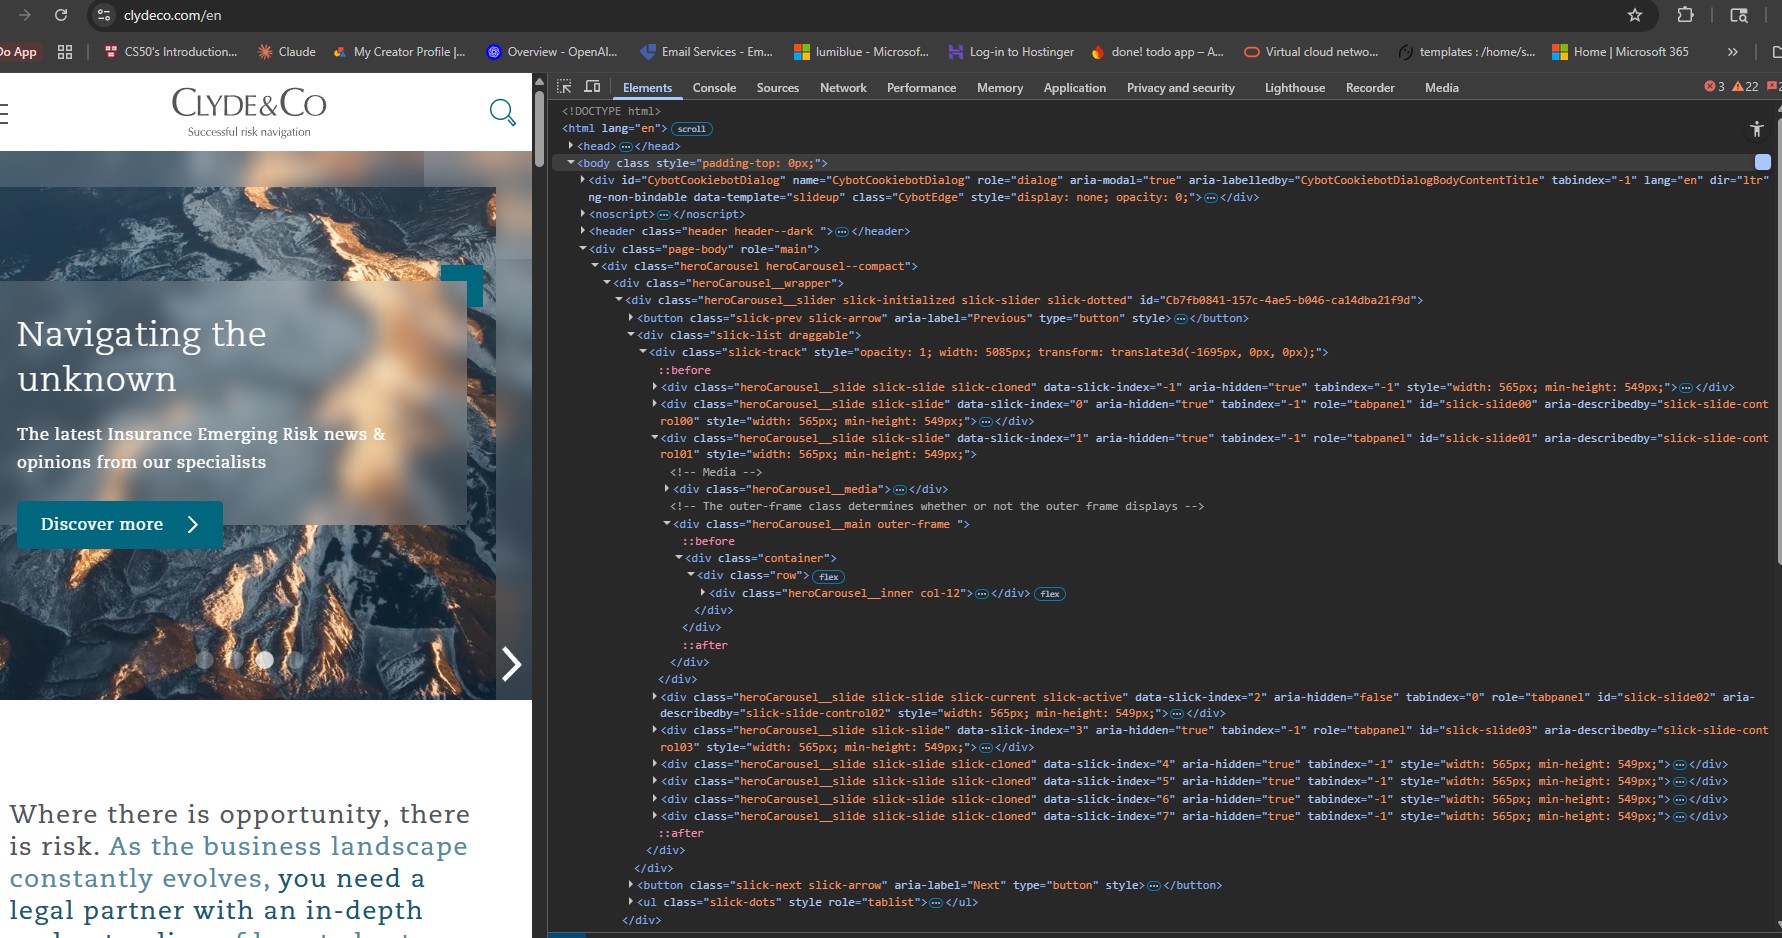 clydeco.com/en
Do App
CS50's Introduction...
Claude
My Creator Profile |...
Overview - OpenAI...
Email Services - Em...
lumiblue - Microsof...
Log-in to Hostinger
done! todo app – A...
Virtual cloud netwo...
templates : /home/s...
Home | Microsoft 365
CLYDE&CO
Successful risk navigation
Navigating the
unknown
The latest Insurance Emerging Risk news &
opinions from our specialists
Discover more
Where there is opportunity, there
is risk. As the business landscape
constantly evolves, you need a
legal partner with an in-depth
Elements Console Sources Network Performance Memory Application Privacy and security Lighthouse Recorder Media 3 22
<!DOCTYPE html>
<html lang="en"> scroll
<head> ··· </head>
<body class style="padding-top: 0px;">
<div id="CybotCookiebotDialog" name="CybotCookiebotDialog" role="dialog" aria-modal="true" aria-labelledby="CybotCookiebotDialogBodyContentTitle" tabindex="-1" lang="en" dir="ltr"
ng-non-bindable data-template="slideup" class="CybotEdge" style="display: none; opacity: 0;"> ··· </div>
<noscript> ··· </noscript>
<header class="header header--dark "> ··· </header>
<div class="page-body" role="main">
<div class="heroCarousel heroCarousel--compact">
<div class="heroCarousel__wrapper">
<div class="heroCarousel__slider slick-initialized slick-slider slick-dotted" id="Cb7fb0841-157c-4ae5-b046-ca14dba21f9d">
<button class="slick-prev slick-arrow" aria-label="Previous" type="button" style> ··· </button>
<div class="slick-list draggable">
<div class="slick-track" style="opacity: 1; width: 5085px; transform: translate3d(-1695px, 0px, 0px);">
::before
<div class="heroCarousel__slide slick-slide slick-cloned" data-slick-index="-1" aria-hidden="true" tabindex="-1" style="width: 565px; min-height: 549px;"> ··· </div>
<div class="heroCarousel__slide slick-slide" data-slick-index="0" aria-hidden="true" tabindex="-1" role="tabpanel" id="slick-slide00" aria-describedby="slick-slide-cont
rol00" style="width: 565px; min-height: 549px;"> ··· </div>
<div class="heroCarousel__slide slick-slide" data-slick-index="1" aria-hidden="true" tabindex="-1" role="tabpanel" id="slick-slide01" aria-describedby="slick-slide-cont
rol01" style="width: 565px; min-height: 549px;">
<!-- Media -->
<div class="heroCarousel__media"> ··· </div>
<!-- The outer-frame class determines whether or not the outer frame displays -->
<div class="heroCarousel__main outer-frame ">
::before
<div class="container">
<div class="row"> flex
<div class="heroCarousel__inner col-12"> ··· </div> flex
</div>
</div>
::after
</div>
</div>
<div class="heroCarousel__slide slick-slide slick-current slick-active" data-slick-index="2" aria-hidden="false" tabindex="0" role="tabpanel" id="slick-slide02" aria-
describedby="slick-slide-control02" style="width: 565px; min-height: 549px;"> ··· </div>
<div class="heroCarousel__slide slick-slide" data-slick-index="3" aria-hidden="true" tabindex="-1" role="tabpanel" id="slick-slide03" aria-describedby="slick-slide-cont
rol03" style="width: 565px; min-height: 549px;"> ··· </div>
<div class="heroCarousel__slide slick-slide slick-cloned" data-slick-index="4" aria-hidden="true" tabindex="-1" style="width: 565px; min-height: 549px;"> ··· </div>
<div class="heroCarousel__slide slick-slide slick-cloned" data-slick-index="5" aria-hidden="true" tabindex="-1" style="width: 565px; min-height: 549px;"> ··· </div>
<div class="heroCarousel__slide slick-slide slick-cloned" data-slick-index="6" aria-hidden="true" tabindex="-1" style="width: 565px; min-height: 549px;"> ··· </div>
<div class="heroCarousel__slide slick-slide slick-cloned" data-slick-index="7" aria-hidden="true" tabindex="-1" style="width: 565px; min-height: 549px;"> ··· </div>
::after
</div>
</div>
<button class="slick-next slick-arrow" aria-label="Next" type="button" style> ··· </button>
<ul class="slick-dots" style role="tablist"> ··· </ul>
</div>